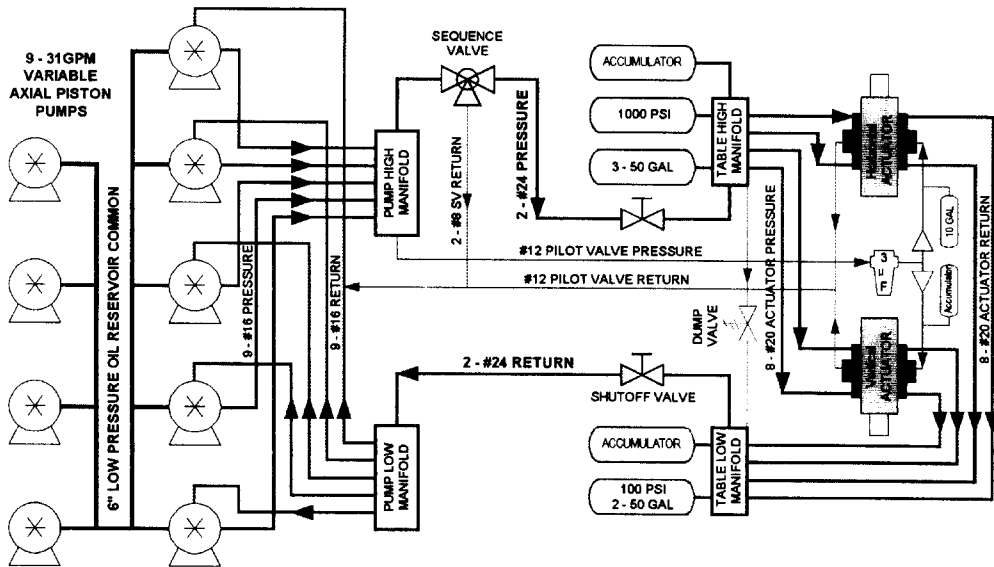 9 - 31GPM
VARIABLE
AXIAL PISTON
PUMPS
6" LOW PRESSURE OIL RESERVOIR COMMON
9 - #16 PRESSURE
9 - #16 RETURN
PUMP HIGH
MANIFOLD
PUMP LOW
MANIFOLD
SEQUENCE
VALVE
2 - #8 SV RETURN
2 - #24 PRESSURE
#12 PILOT VALVE PRESSURE
#12 PILOT VALVE RETURN
2 - #24 RETURN
SHUTOFF VALVE
DUMP
VALVE
ACCUMULATOR
1000 PSI
3 - 50 GAL
TABLE HIGH
MANIFOLD
ACCUMULATOR
100 PSI
2 - 50 GAL
TABLE LOW
MANIFOLD
8 - #20 ACTUATOR PRESSURE
8 - #20 ACTUATOR RETURN
Horizontal
ACTUATOR
3
u
F
10 GAL
Accumulator
ACTUATOR